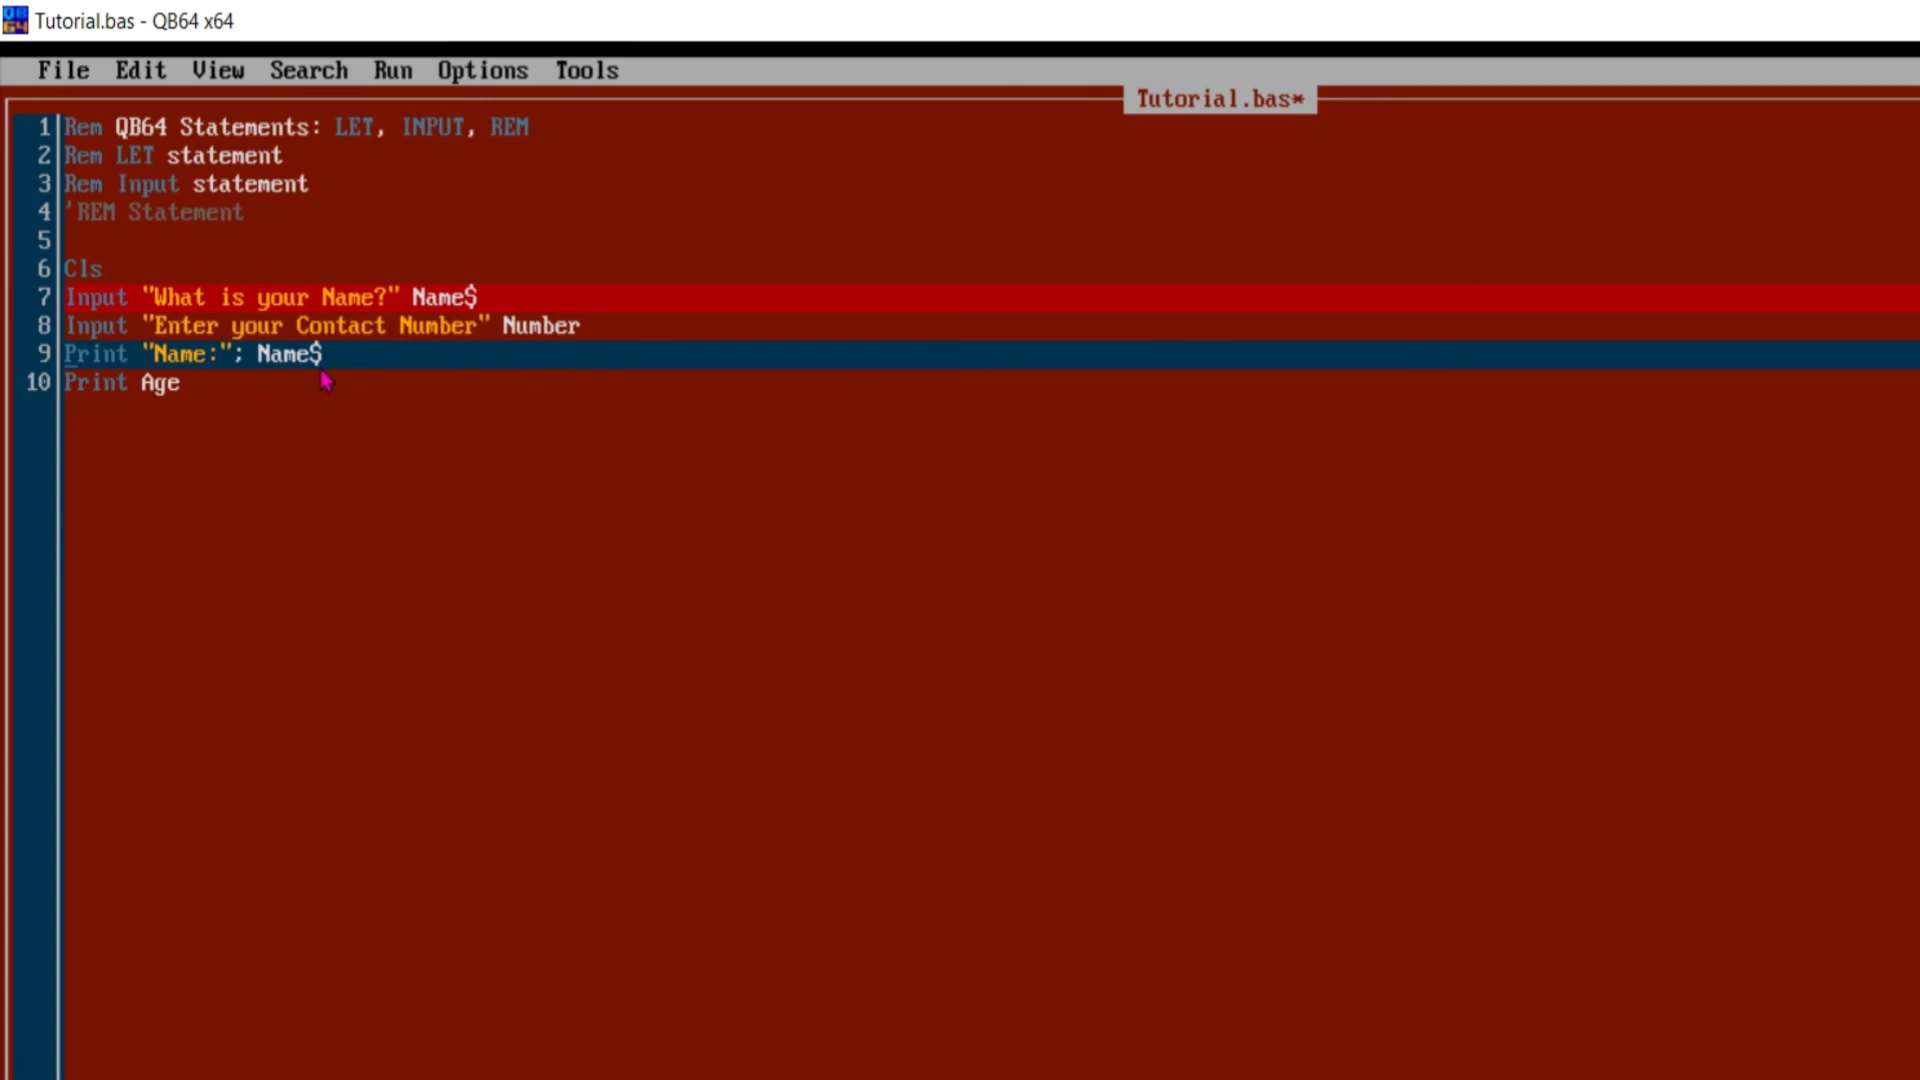 Tutorial.bas - QB64 x64
File Edit View Search Run Options Tools
Tutorial.bas*
1 Rem QB64 Statements: LET, INPUT, REM
2 Rem LET statement
3 Rem Input statement
4 'REM Statement
5
6 Cls
7 Input "What is your Name?" Name$
8 Input "Enter your Contact Number" Number
9 Print "Name:"; Name$
10 Print Age